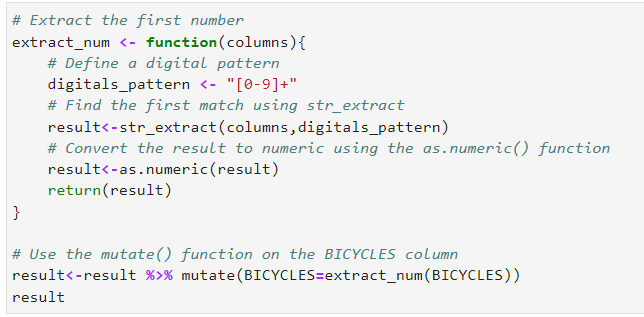 # Extract the first number
extract_num <- function(columns){
    # Define a digital pattern
    digitals_pattern <- "[0-9]+"
    # Find the first match using str_extract
    result<-str_extract(columns,digitals_pattern)
    # Convert the result to numeric using the as.numeric() function
    result<-as.numeric(result)
    return(result)
}

# Use the mutate() function on the BICYCLES column
result<-result %>% mutate(BICYCLES=extract_num(BICYCLES))
result